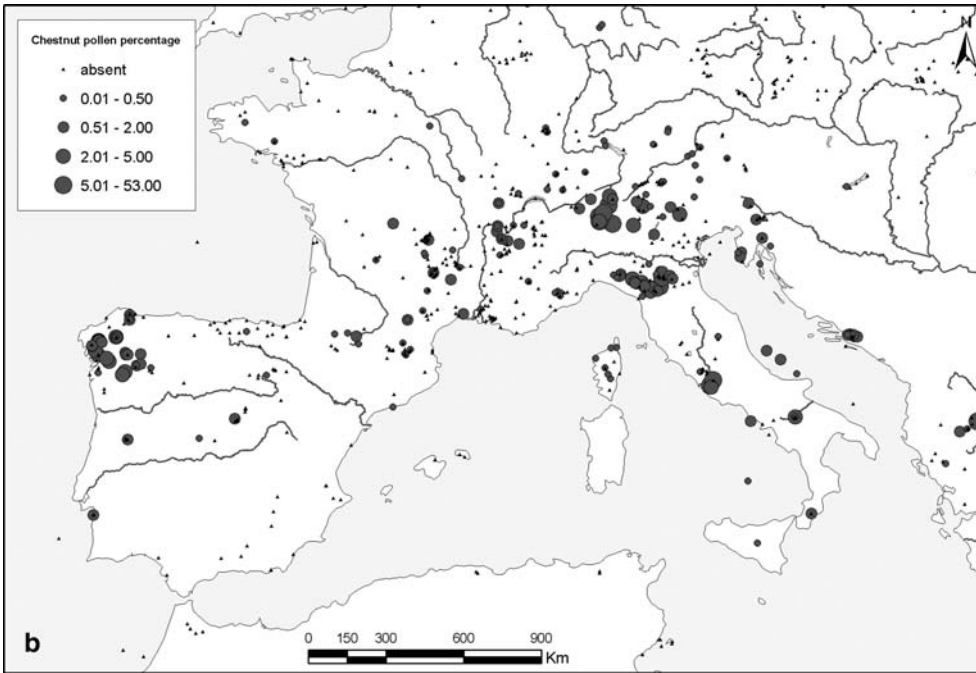 Chestnut pollen percentage
absent
0.01 - 0.50
0.51 - 2.00
2.01 - 5.00
5.01 - 53.00
N
b
0 150 300 600 900
Km